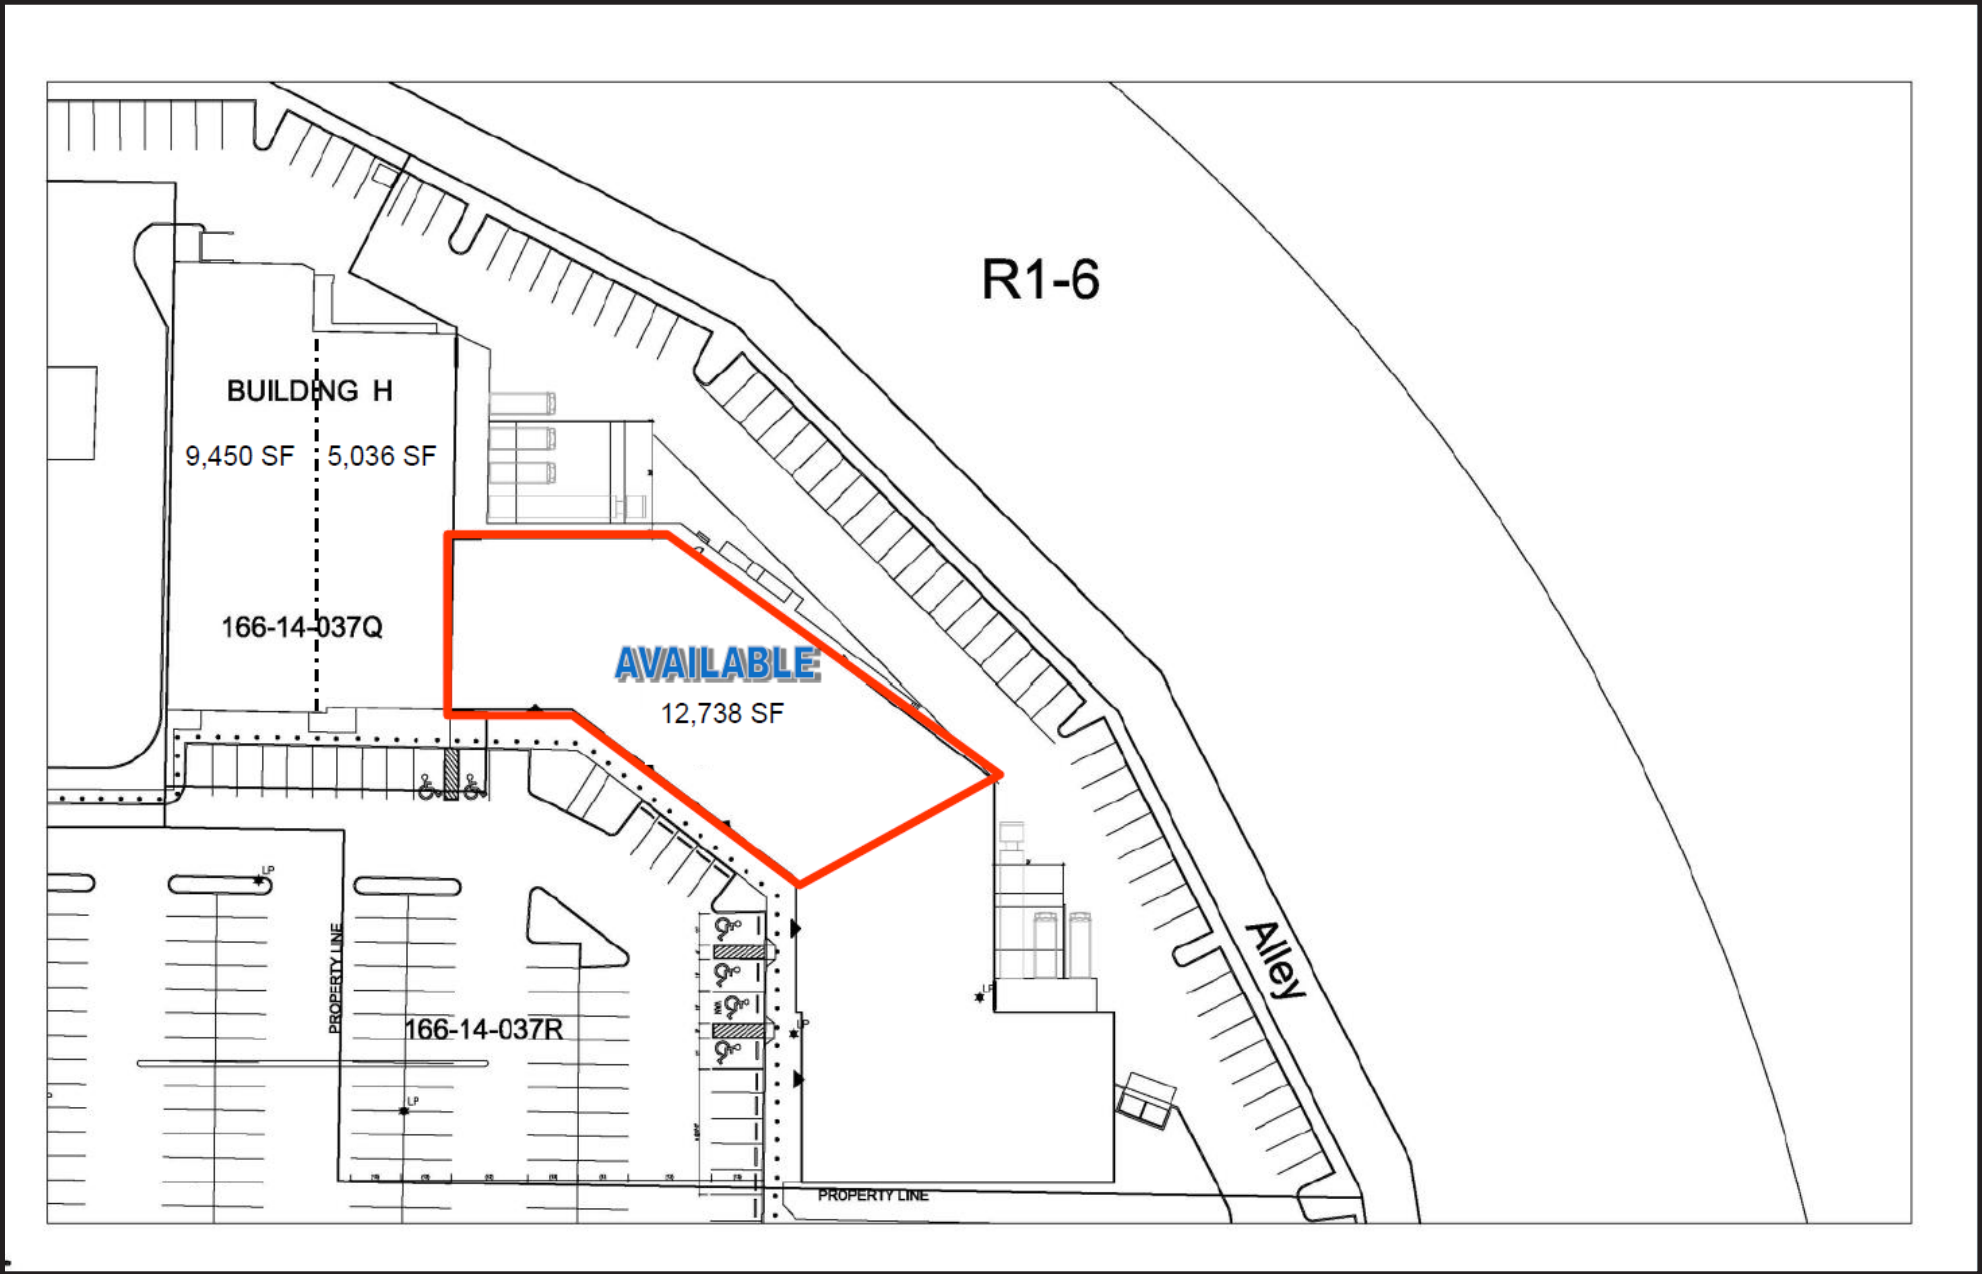 R1-6
BUILDING H
9,450 SF
5,036 SF
166-14-037Q
AVAILABLE
12,738 SF
LP
PROPERTY LINE
Alley
LP
166-14-037R
LP
LP
PROPERTY LINE